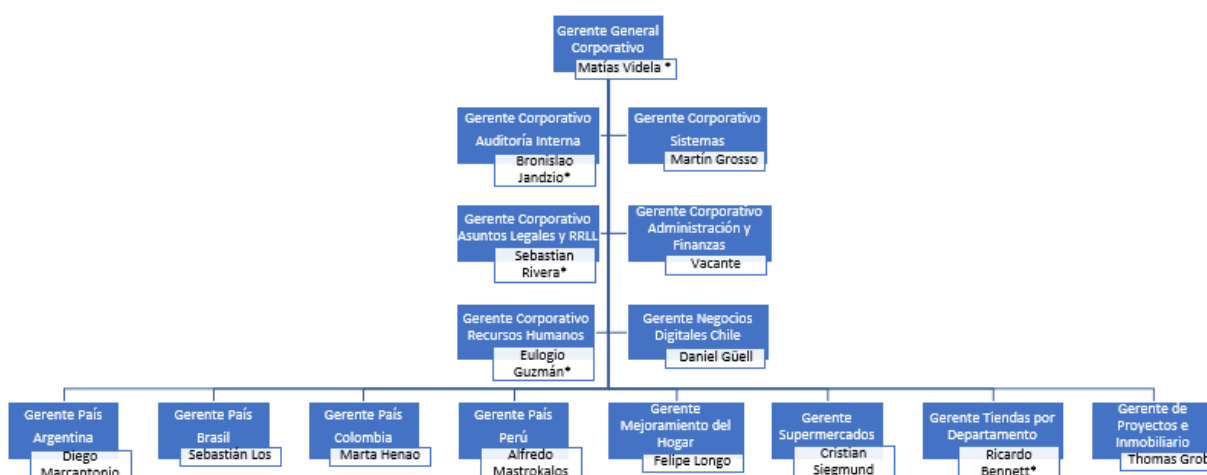 Gerente General
Corporativo
Matías Videla *
Gerente Corporativo
Auditoría Interna
Bronislao
Jandzio*
Gerente Corporativo
Sistemas
Martín Grosso
Gerente Corporativo
Asuntos Legales y RRLL
Sebastian
Rivera*
Gerente Corporativo
Administración y
Finanzas
Vacante
Gerente Corporativo
Recursos Humanos
Eulogio
Guzmán*
Gerente Negocios
Digitales Chile
Daniel Güell
Gerente País
Argentina
Diego
Marcantonio
Gerente País
Brasil
Sebastián Los
Gerente País
Colombia
Marta Henao
Gerente País
Perú
Alfredo
Mastrokalos
Gerente
Mejoramiento del
Hogar
Felipe Longo
Gerente
Supermercados
Cristian
Siegmund
Gerente Tiendas por
Departamento
Ricardo
Bennett*
Gerente de
Proyectos e
Inmobiliario
Thomas Grob